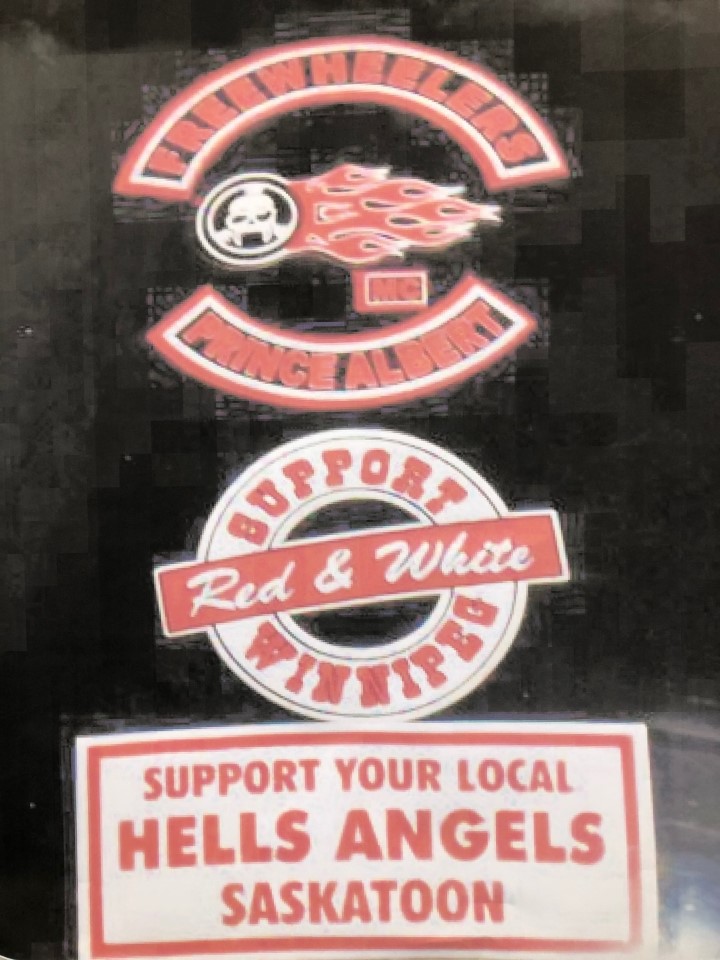 FREEWHEELERS
MC
PRINCE ALBERT
SUPPORT
Red & White
WINNIPEG
SUPPORT YOUR LOCAL
HELLS ANGELS
SASKATOON